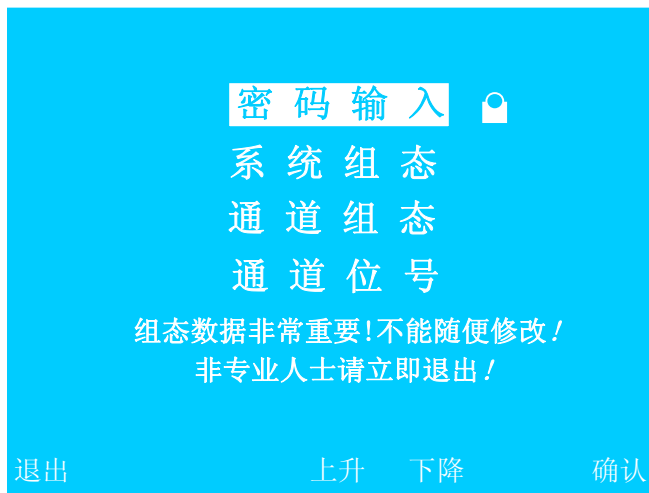 密码输入
系统组态
通道组态
通道位号
组态数据非常重要!不能随便修改!
非专业人士请立即退出!
退出 上升 下降 确认